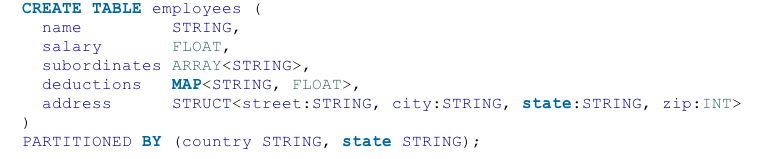 CREATE TABLE employees (
  name         STRING,
  salary       FLOAT,
  subordinates ARRAY<STRING>,
  deductions   MAP<STRING, FLOAT>,
  address      STRUCT<street:STRING, city:STRING, state:STRING, zip:INT>
)
PARTITIONED BY (country STRING, state STRING);